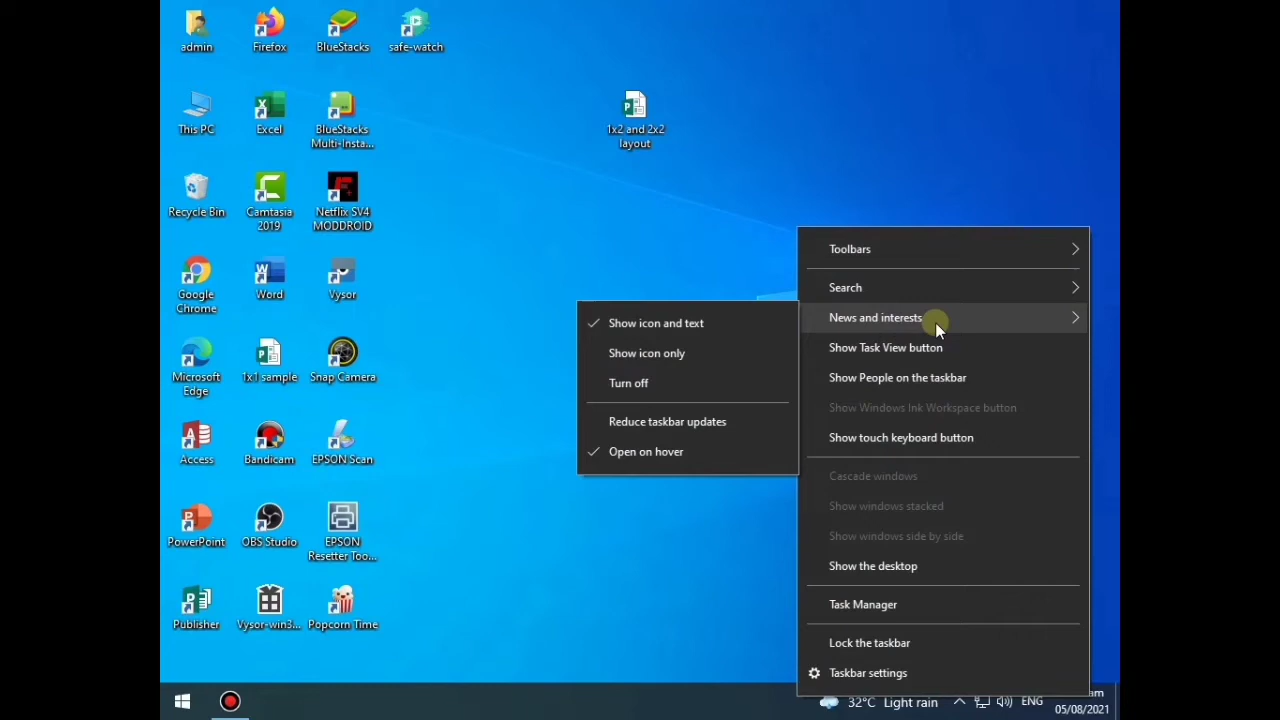 admin
Firefox
BlueStacks
safe-watch
This PC
Excel
BlueStacks
Multi-Insta...
1x2 and 2x2
layout
Recycle Bin
Camtasia
2019
Netflix SV4
MODDROID
Google
Chrome
Word
Vysor
Microsoft
Edge
1x1 sample
Snap Camera
Access
Bandicam
EPSON Scan
PowerPoint
OBS Studio
EPSON
Resetter Too...
Publisher
Vysor-win3...
Popcorn Time
Show icon and text
Show icon only
Turn off
Reduce taskbar updates
Open on hover
Toolbars
Search
News and interests
Show Task View button
Show People on the taskbar
Show Windows Ink Workspace button
Show touch keyboard button
Cascade windows
Show windows stacked
Show windows side by side
Show the desktop
Task Manager
Lock the taskbar
Taskbar settings
32°C Light rain
ENG
05/08/2021